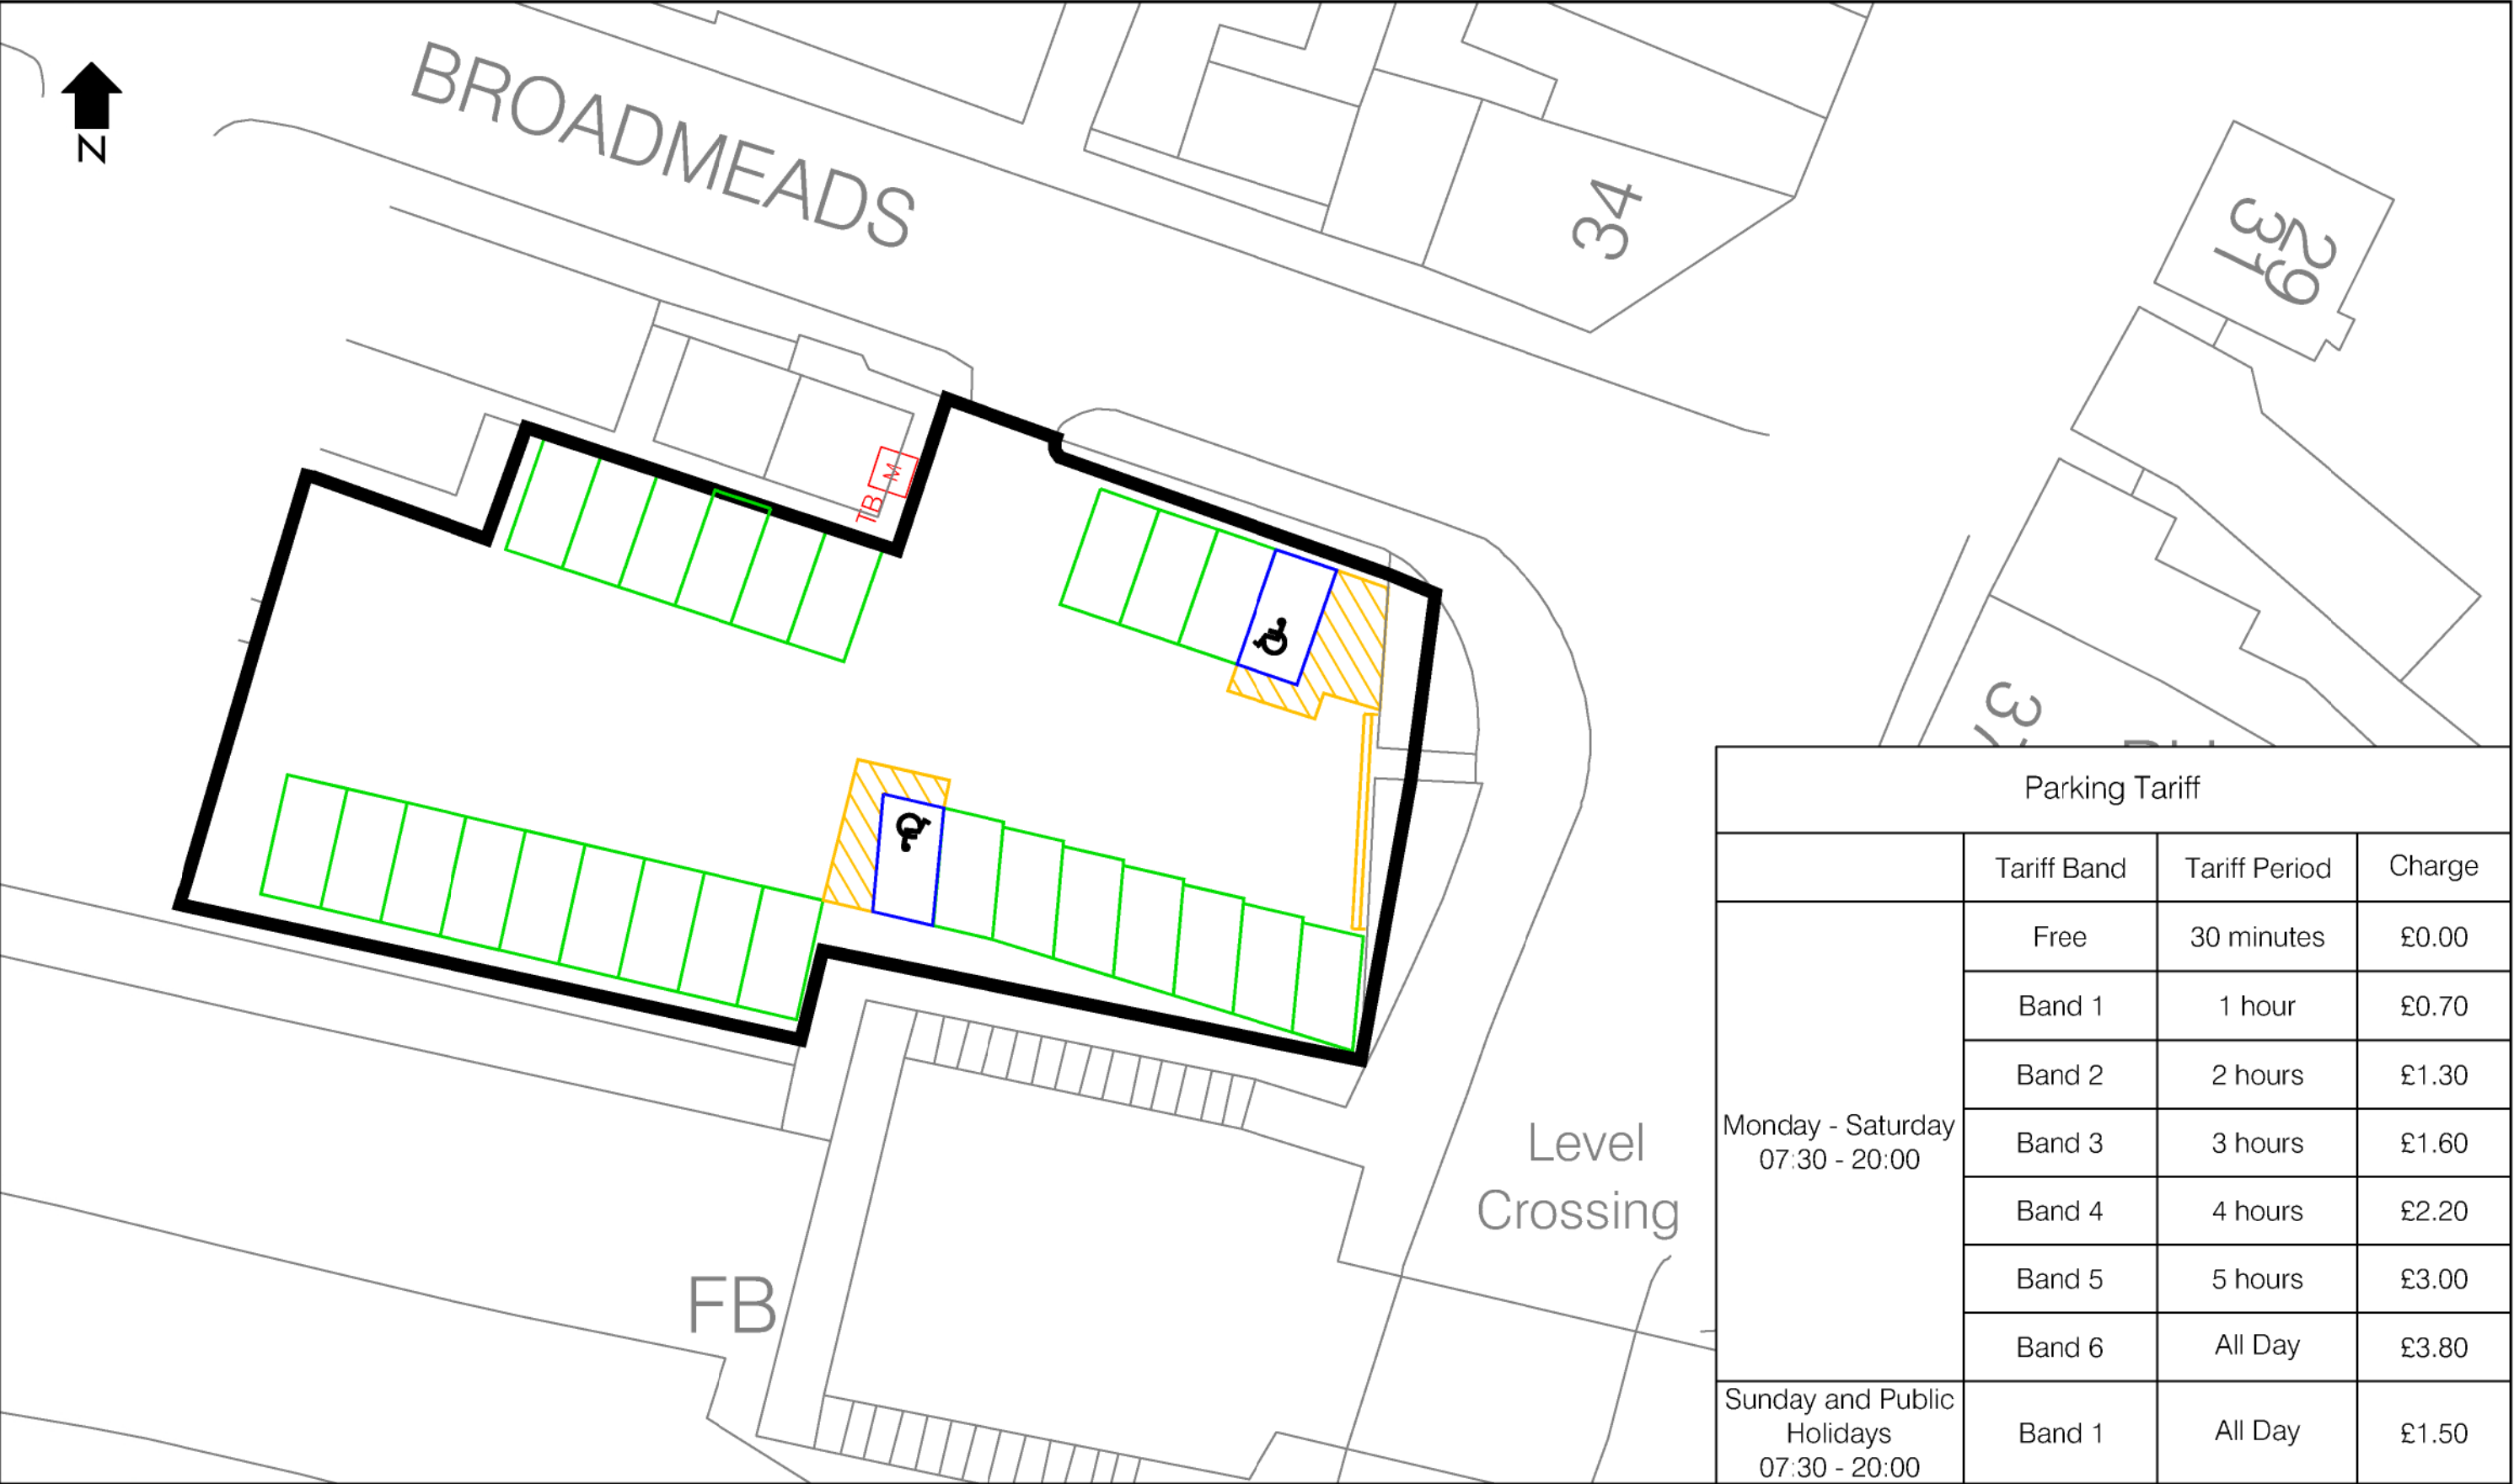 N
BROADMEADS
34
31
29
M
TB
37
Level
Crossing
FB
Parking Tariff
Tariff Band Tariff Period Charge
Monday - Saturday
07:30 - 20:00
Free 30 minutes £0.00
Band 1 1 hour £0.70
Band 2 2 hours £1.30
Band 3 3 hours £1.60
Band 4 4 hours £2.20
Band 5 5 hours £3.00
Band 6 All Day £3.80
Sunday and Public
Holidays
07:30 - 20:00
Band 1 All Day £1.50